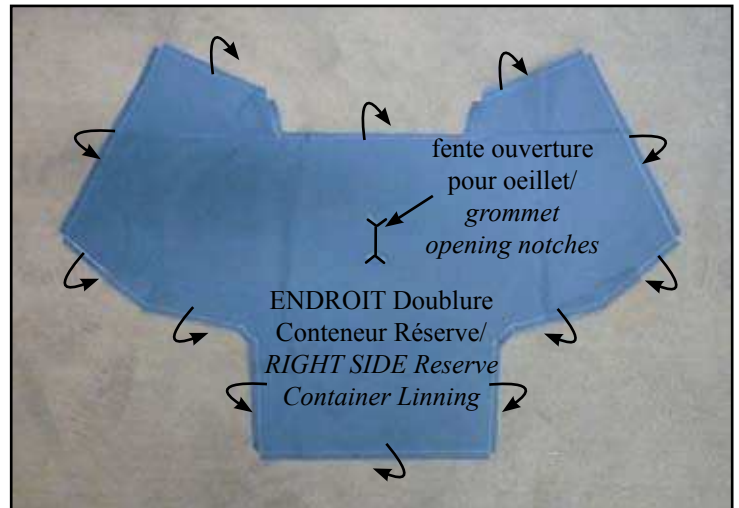 fente ouverture
pour oeillet/
grommet
opening notches
ENDROIT Doublure
Conteneur Réserve/
RIGHT SIDE Reserve
Container Linning